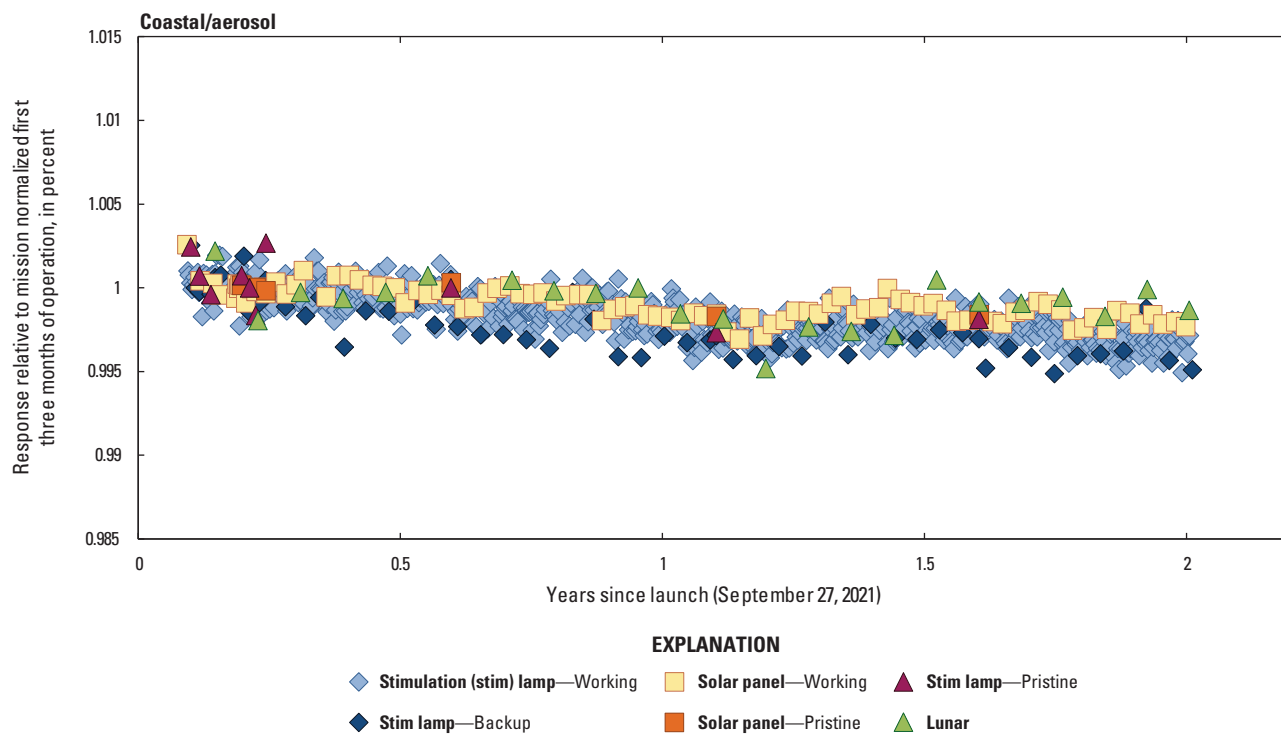 Coastal/aerosol
Response relative to mission normalized first
three months of operation, in percent
1.015
1.01
1.005
1
0.995
0.99
0.985
0 0.5 1 1.5 2
Years since launch (September 27, 2021)
EXPLANATION
Stimulation (stim) lamp—Working Solar panel—Working Stim lamp—Pristine
Stim lamp—Backup Solar panel—Pristine Lunar